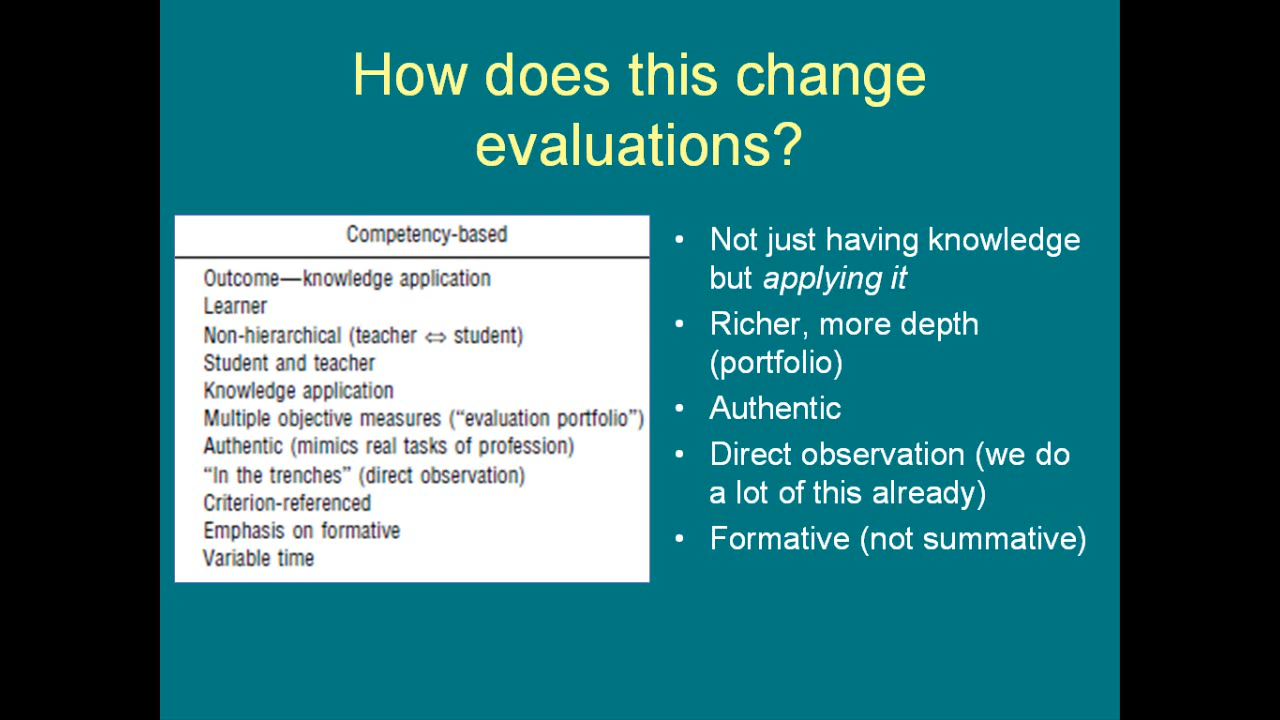 How does this change
evaluations?
Competency-based
Outcome—knowledge application
Learner
Non-hierarchical (teacher ⇔ student)
Student and teacher
Knowledge application
Multiple objective measures (“evaluation portfolio”)
Authentic (mimics real tasks of profession)
“In the trenches” (direct observation)
Criterion-referenced
Emphasis on formative
Variable time
• Not just having knowledge
but applying it
• Richer, more depth
(portfolio)
• Authentic
• Direct observation (we do
a lot of this already)
• Formative (not summative)